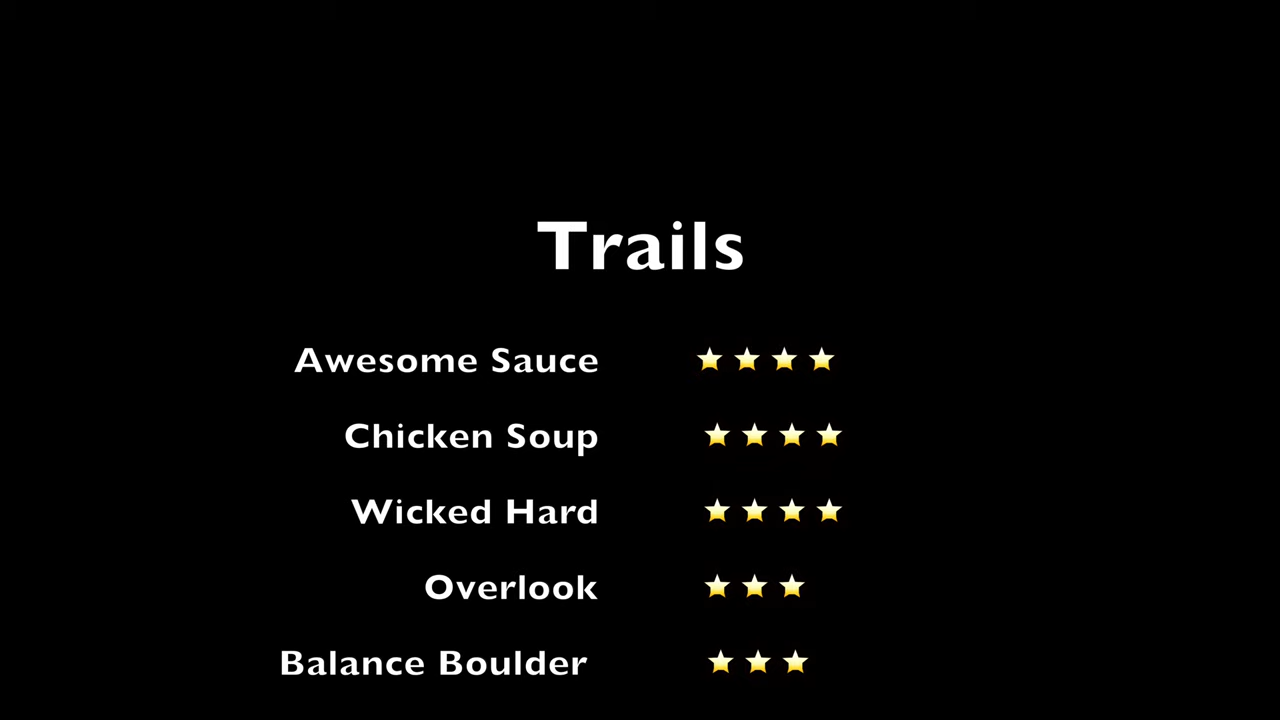 Trails
Awesome Sauce ★ ★ ★ ★
Chicken Soup ★ ★ ★ ★
Wicked Hard ★ ★ ★ ★
Overlook ★ ★ ★
Balance Boulder ★ ★ ★